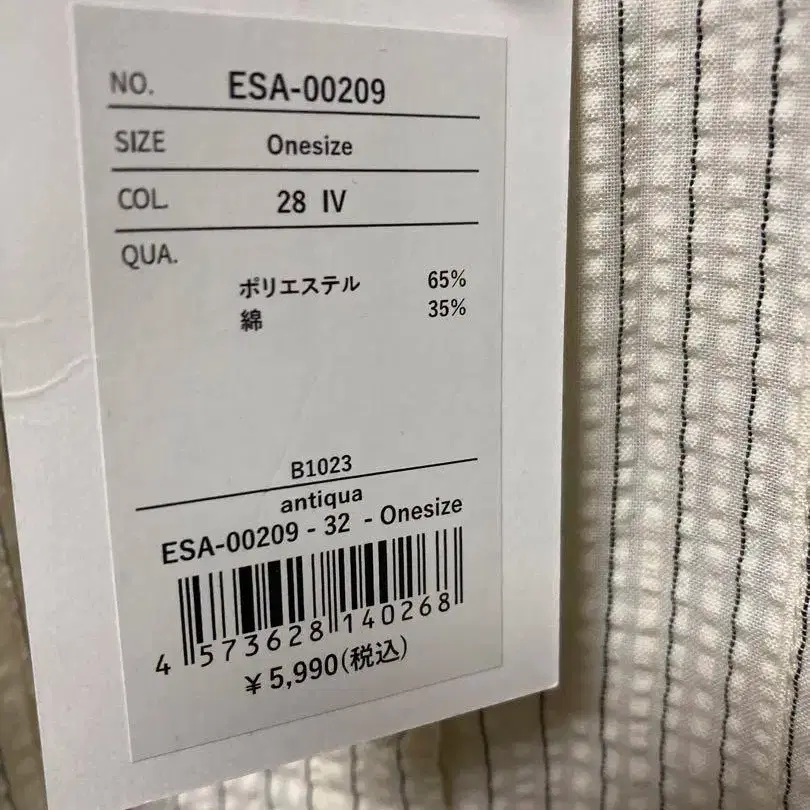 NO. ESA-00209
SIZE Onesize
COL. 28 IV
QUA.
ポリエステル 65%
綿 35%
B1023
antiqua
ESA-00209 - 32 - Onesize
4 573628 140268
¥5,990(税込)